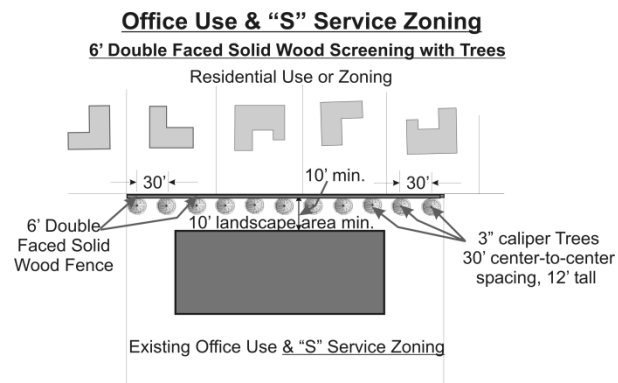 Office Use & “S” Service Zoning
6’ Double Faced Solid Wood Screening with Trees
Residential Use or Zoning
30’
10’ min.
30’
6’ Double
Faced Solid
Wood Fence
10’ landscape area min.
3” caliper Trees
30’ center-to-center
spacing, 12’ tall
Existing Office Use & “S” Service Zoning